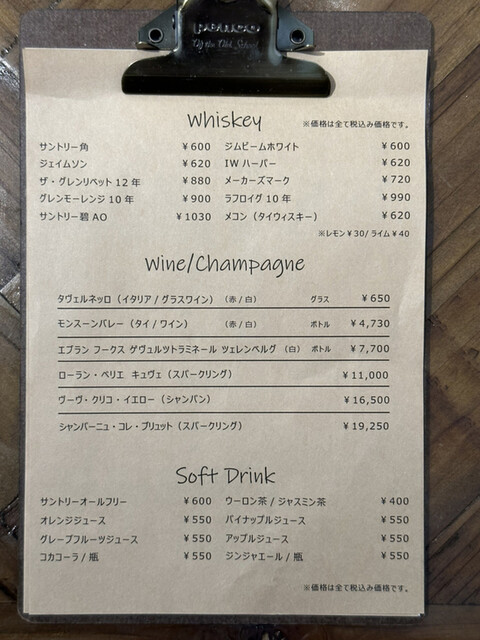 Of the Old School
Whiskey
※価格は全て税込み価格です。
サントリー角 ¥600 ジムビームホワイト ¥600
ジェイムソン ¥620 IWハーパー ¥620
ザ・グレンリベット 12年 ¥880 メーカーズマーク ¥720
グレンモーレンジ 10年 ¥900 ラフロイグ 10年 ¥990
サントリー碧 AO ¥1030 メコン（タイウィスキー） ¥620
※レモン¥30/ライム¥40
Wine/Champagne
タヴェルネッロ（イタリア/グラスワイン） （赤/白） グラス ¥650
モンスーンバレー（タイ/ワイン） （赤/白） ボトル ¥4,730
エブラン フークス ゲヴュルツトラミネール ツェレンベルグ （白） ボトル ¥7,700
ローラン・ペリエ キュヴェ（スパークリング） ¥11,000
ヴーヴ・クリコ・イエロー（シャンパン） ¥16,500
シャンパーニュ・コレ・ブリュット（スパークリング） ¥19,250
Soft Drink
サントリーオールフリー ¥600 ウーロン茶/ジャスミン茶 ¥400
オレンジジュース ¥550 パイナップルジュース ¥550
グレープフルーツジュース ¥550 アップルジュース ¥550
コカコーラ/瓶 ¥550 ジンジャエール/瓶 ¥550
※価格は全て税込み価格です。